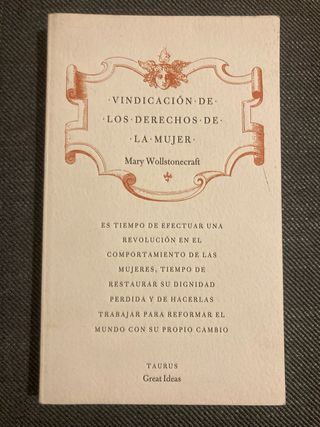 ·VINDICACIÓN·DE·
·LOS·DERECHOS·DE·
·LA·MUJER·
Mary Wollstonecraft
ES TIEMPO DE EFECTUAR UNA
REVOLUCIÓN EN EL
COMPORTAMIENTO DE LAS
MUJERES, TIEMPO DE
RESTAURAR SU DIGNIDAD
PERDIDA Y DE HACERLAS
TRABAJAR PARA REFORMAR EL
MUNDO CON SU PROPIO CAMBIO
TAURUS
Great Ideas